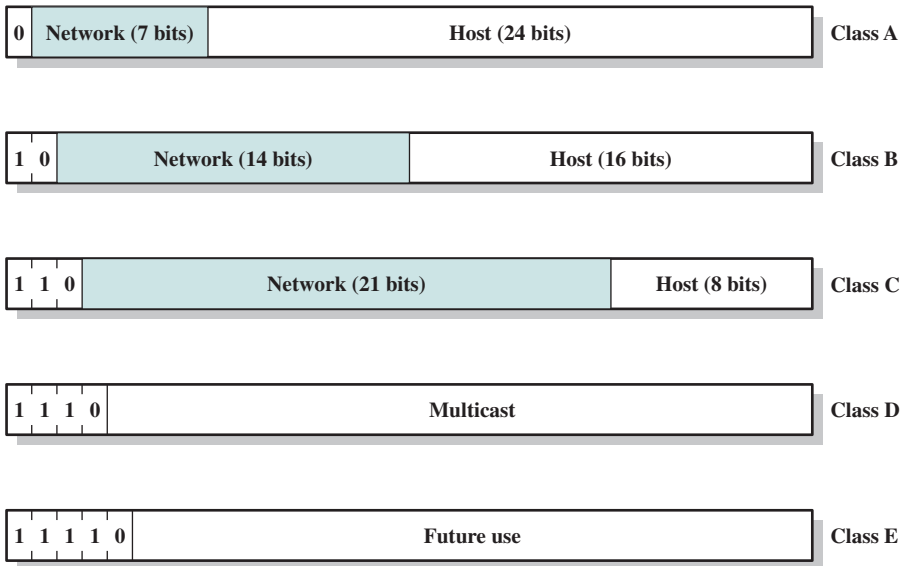 0 Network (7 bits) Host (24 bits) Class A
1 0 Network (14 bits) Host (16 bits) Class B
1 1 0 Network (21 bits) Host (8 bits) Class C
1 1 1 0 Multicast Class D
1 1 1 1 0 Future use Class E